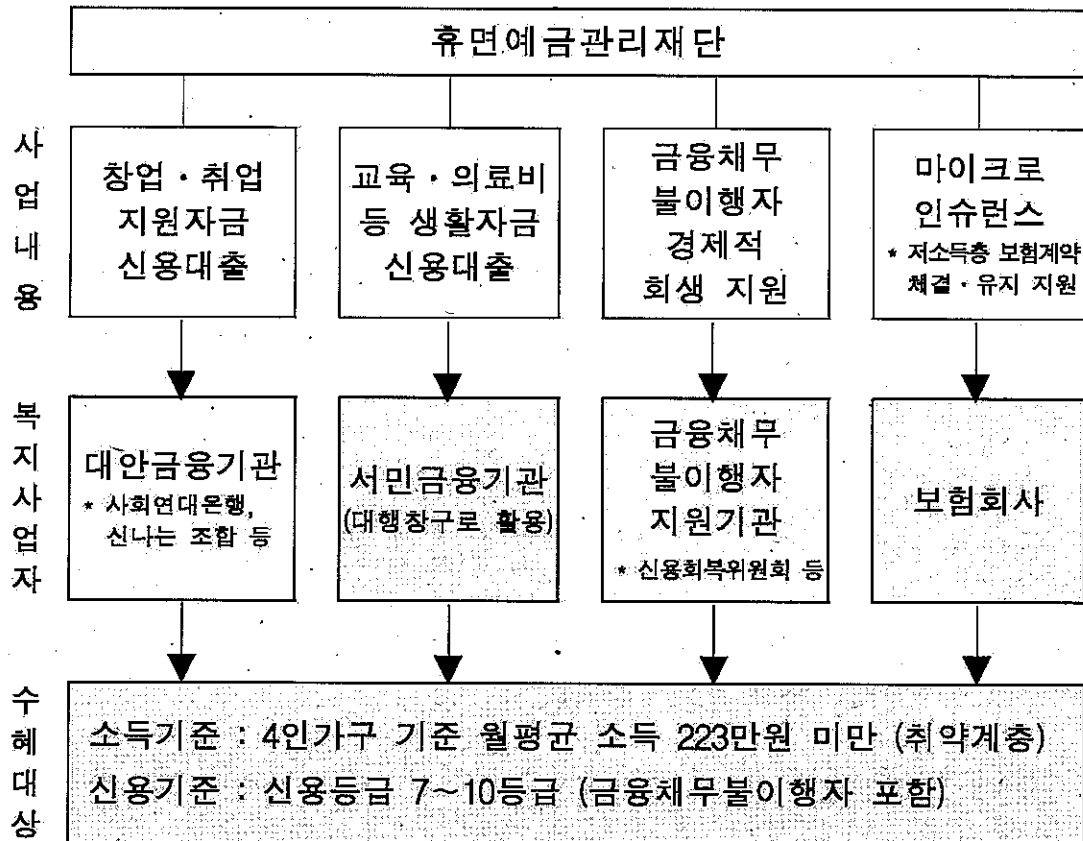 휴면예금관리재단
사업내용
창업·취업
지원자금
신용대출
교육·의료비
등 생활자금
신용대출
금융채무
불이행자
경제적
회생 지원
마이크로
인슈런스
* 저소득층 보험계약
체결·유지 지원
복지사업자
대안금융기관
* 사회연대은행,
신나는 조합 등
서민금융기관
(대행창구로 활용)
금융채무
불이행자
지원기관
* 신용회복위원회 등
보험회사
수혜대상
소득기준 : 4인가구 기준 월평균 소득 223만원 미만 (취약계층)
신용기준 : 신용등급 7~10등급 (금융채무불이행자 포함)